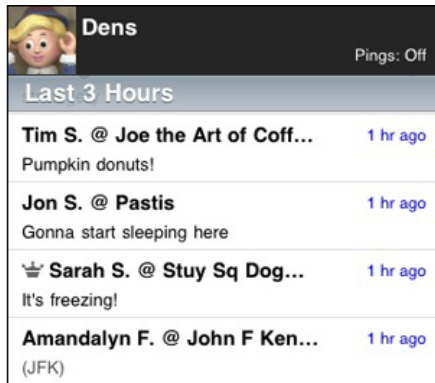 Dens
Pings: Off
Last 3 Hours
Tim S. @ Joe the Art of Coff...
1 hr ago
Pumpkin donuts!
Jon S. @ Pastis
1 hr ago
Gonna start sleeping here
Sarah S. @ Stuy Sq Dog...
1 hr ago
It's freezing!
Amandalyn F. @ John F Ken...
1 hr ago
(JFK)